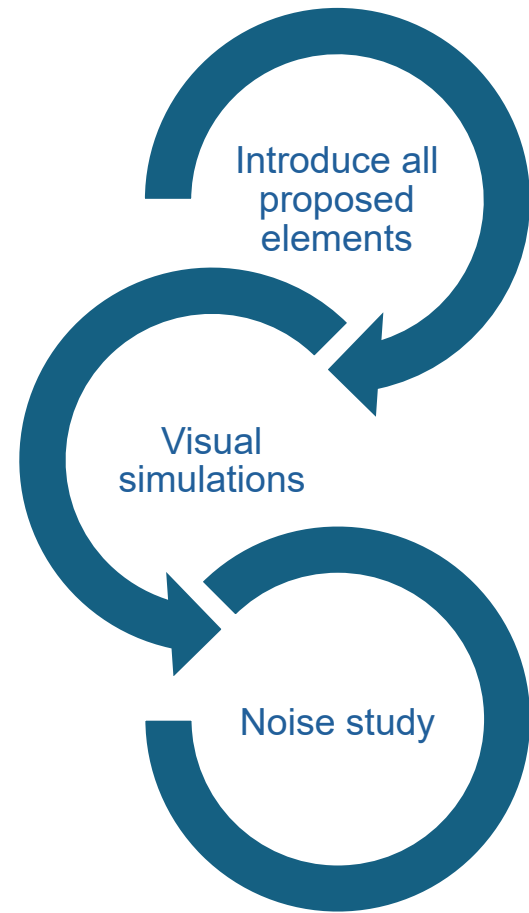 Introduce all
proposed
elements
Visual
simulations
Noise study